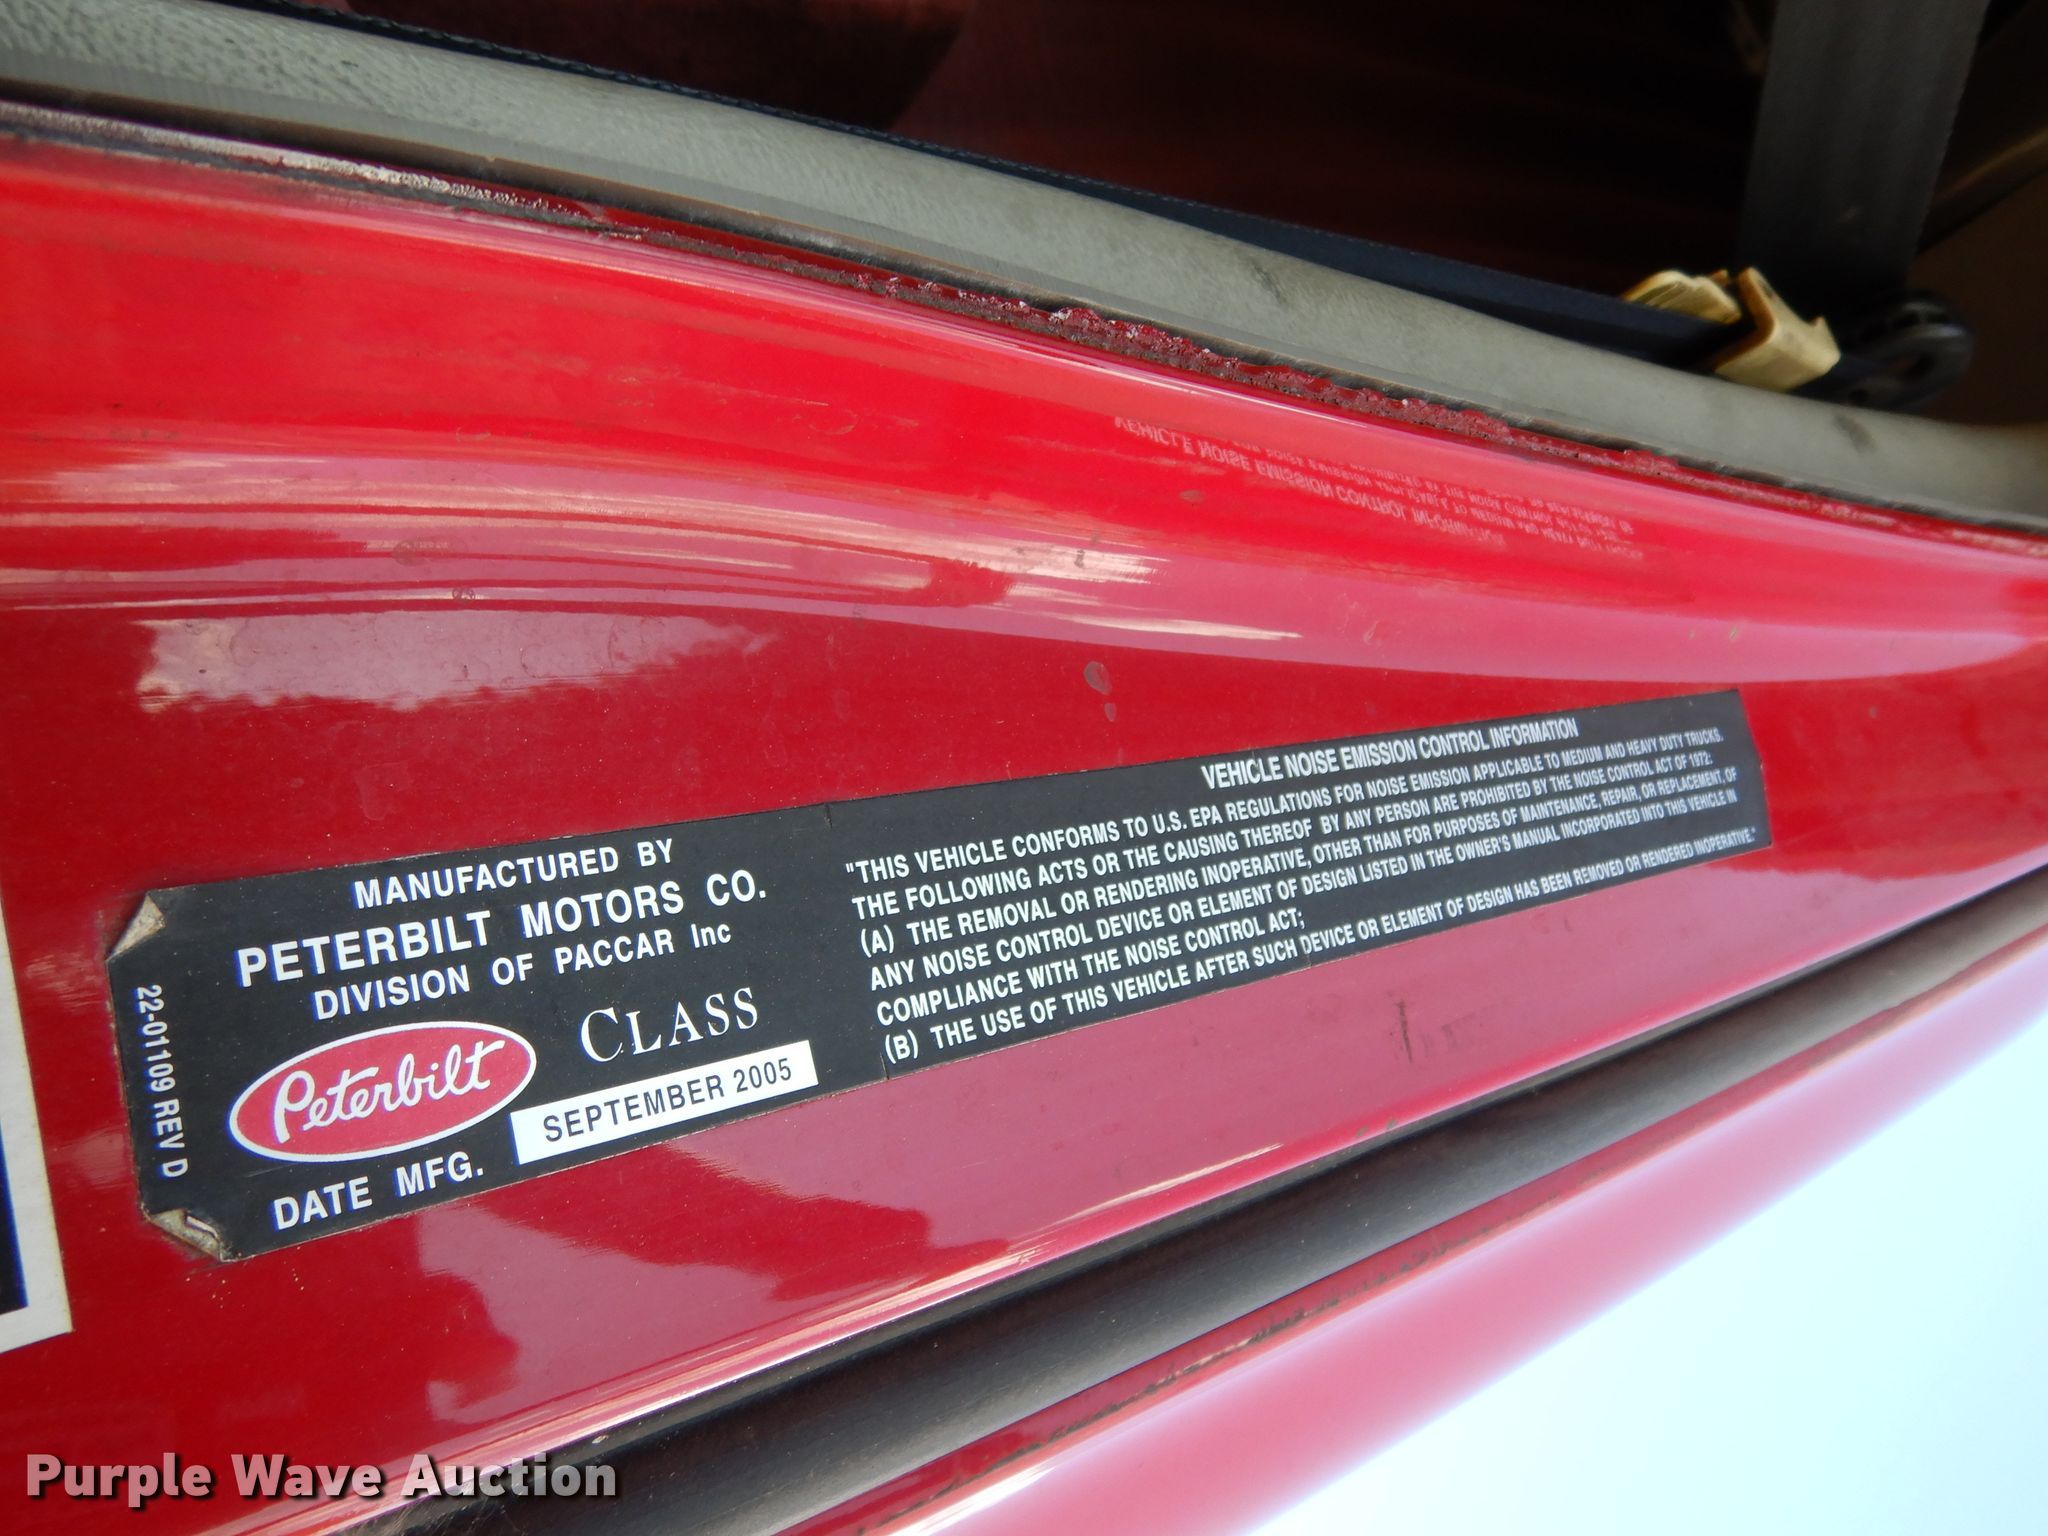 MANUFACTURED BY
PETERBILT MOTORS CO.
DIVISION OF PACCAR Inc
Peterbilt
CLASS
DATE MFG.
SEPTEMBER 2005
22-01109 REV D
VEHICLE NOISE EMISSION CONTROL INFORMATION
"THIS VEHICLE CONFORMS TO U.S. EPA REGULATIONS FOR NOISE EMISSION APPLICABLE TO MEDIUM AND HEAVY DUTY TRUCKS.
THE FOLLOWING ACTS OR THE CAUSING THEREOF BY ANY PERSON ARE PROHIBITED BY THE NOISE CONTROL ACT OF 1972:
(A) THE REMOVAL OR RENDERING INOPERATIVE, OTHER THAN FOR PURPOSES OF MAINTENANCE, REPAIR, OR REPLACEMENT, OF
ANY NOISE CONTROL DEVICE OR ELEMENT OF DESIGN LISTED IN THE OWNER'S MANUAL INCORPORATED INTO THIS VEHICLE IN
COMPLIANCE WITH THE NOISE CONTROL ACT;
(B) THE USE OF THIS VEHICLE AFTER SUCH DEVICE OR ELEMENT OF DESIGN HAS BEEN REMOVED OR RENDERED INOPERATIVE."
Purple Wave Auction